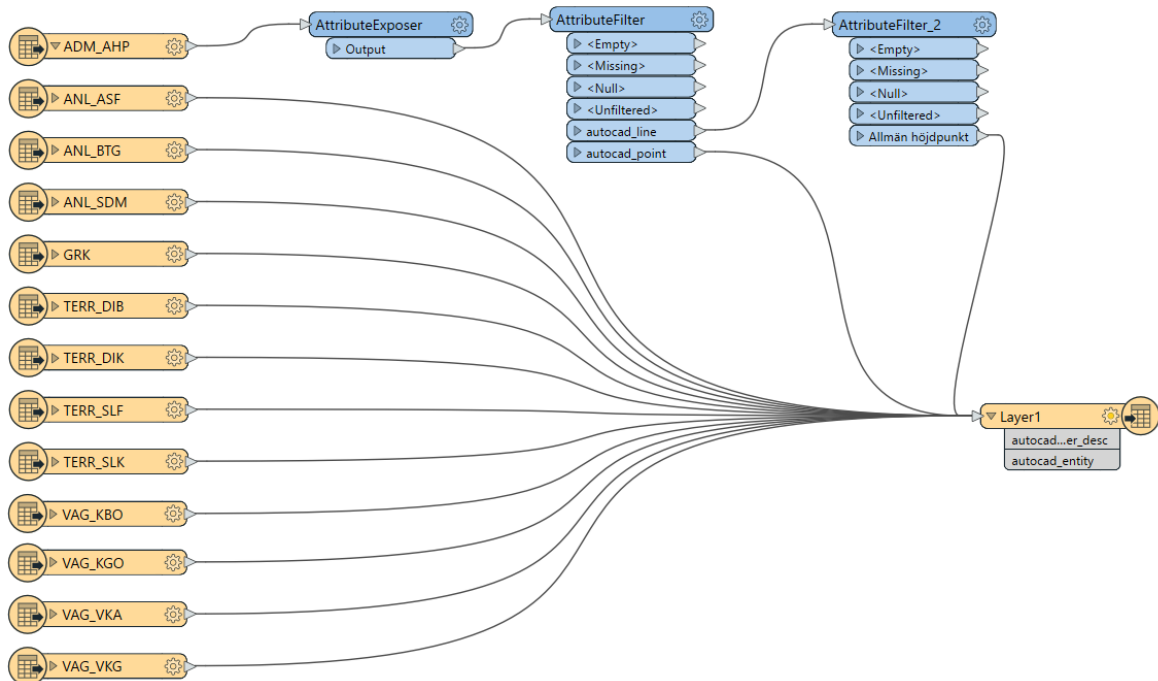 ADM_AHP
ANL_ASF
ANL_BTG
ANL_SDM
GRK
TERR_DIB
TERR_DIK
TERR_SLF
TERR_SLK
VAG_KBO
VAG_KGO
VAG_VKA
VAG_VKG
AttributeExposer
Output
AttributeFilter
<Empty>
<Missing>
<Null>
<Unfiltered>
autocad_line
autocad_point
AttributeFilter_2
<Empty>
<Missing>
<Null>
<Unfiltered>
Allmän höjdpunkt
Layer1
autocad...er_desc
autocad_entity